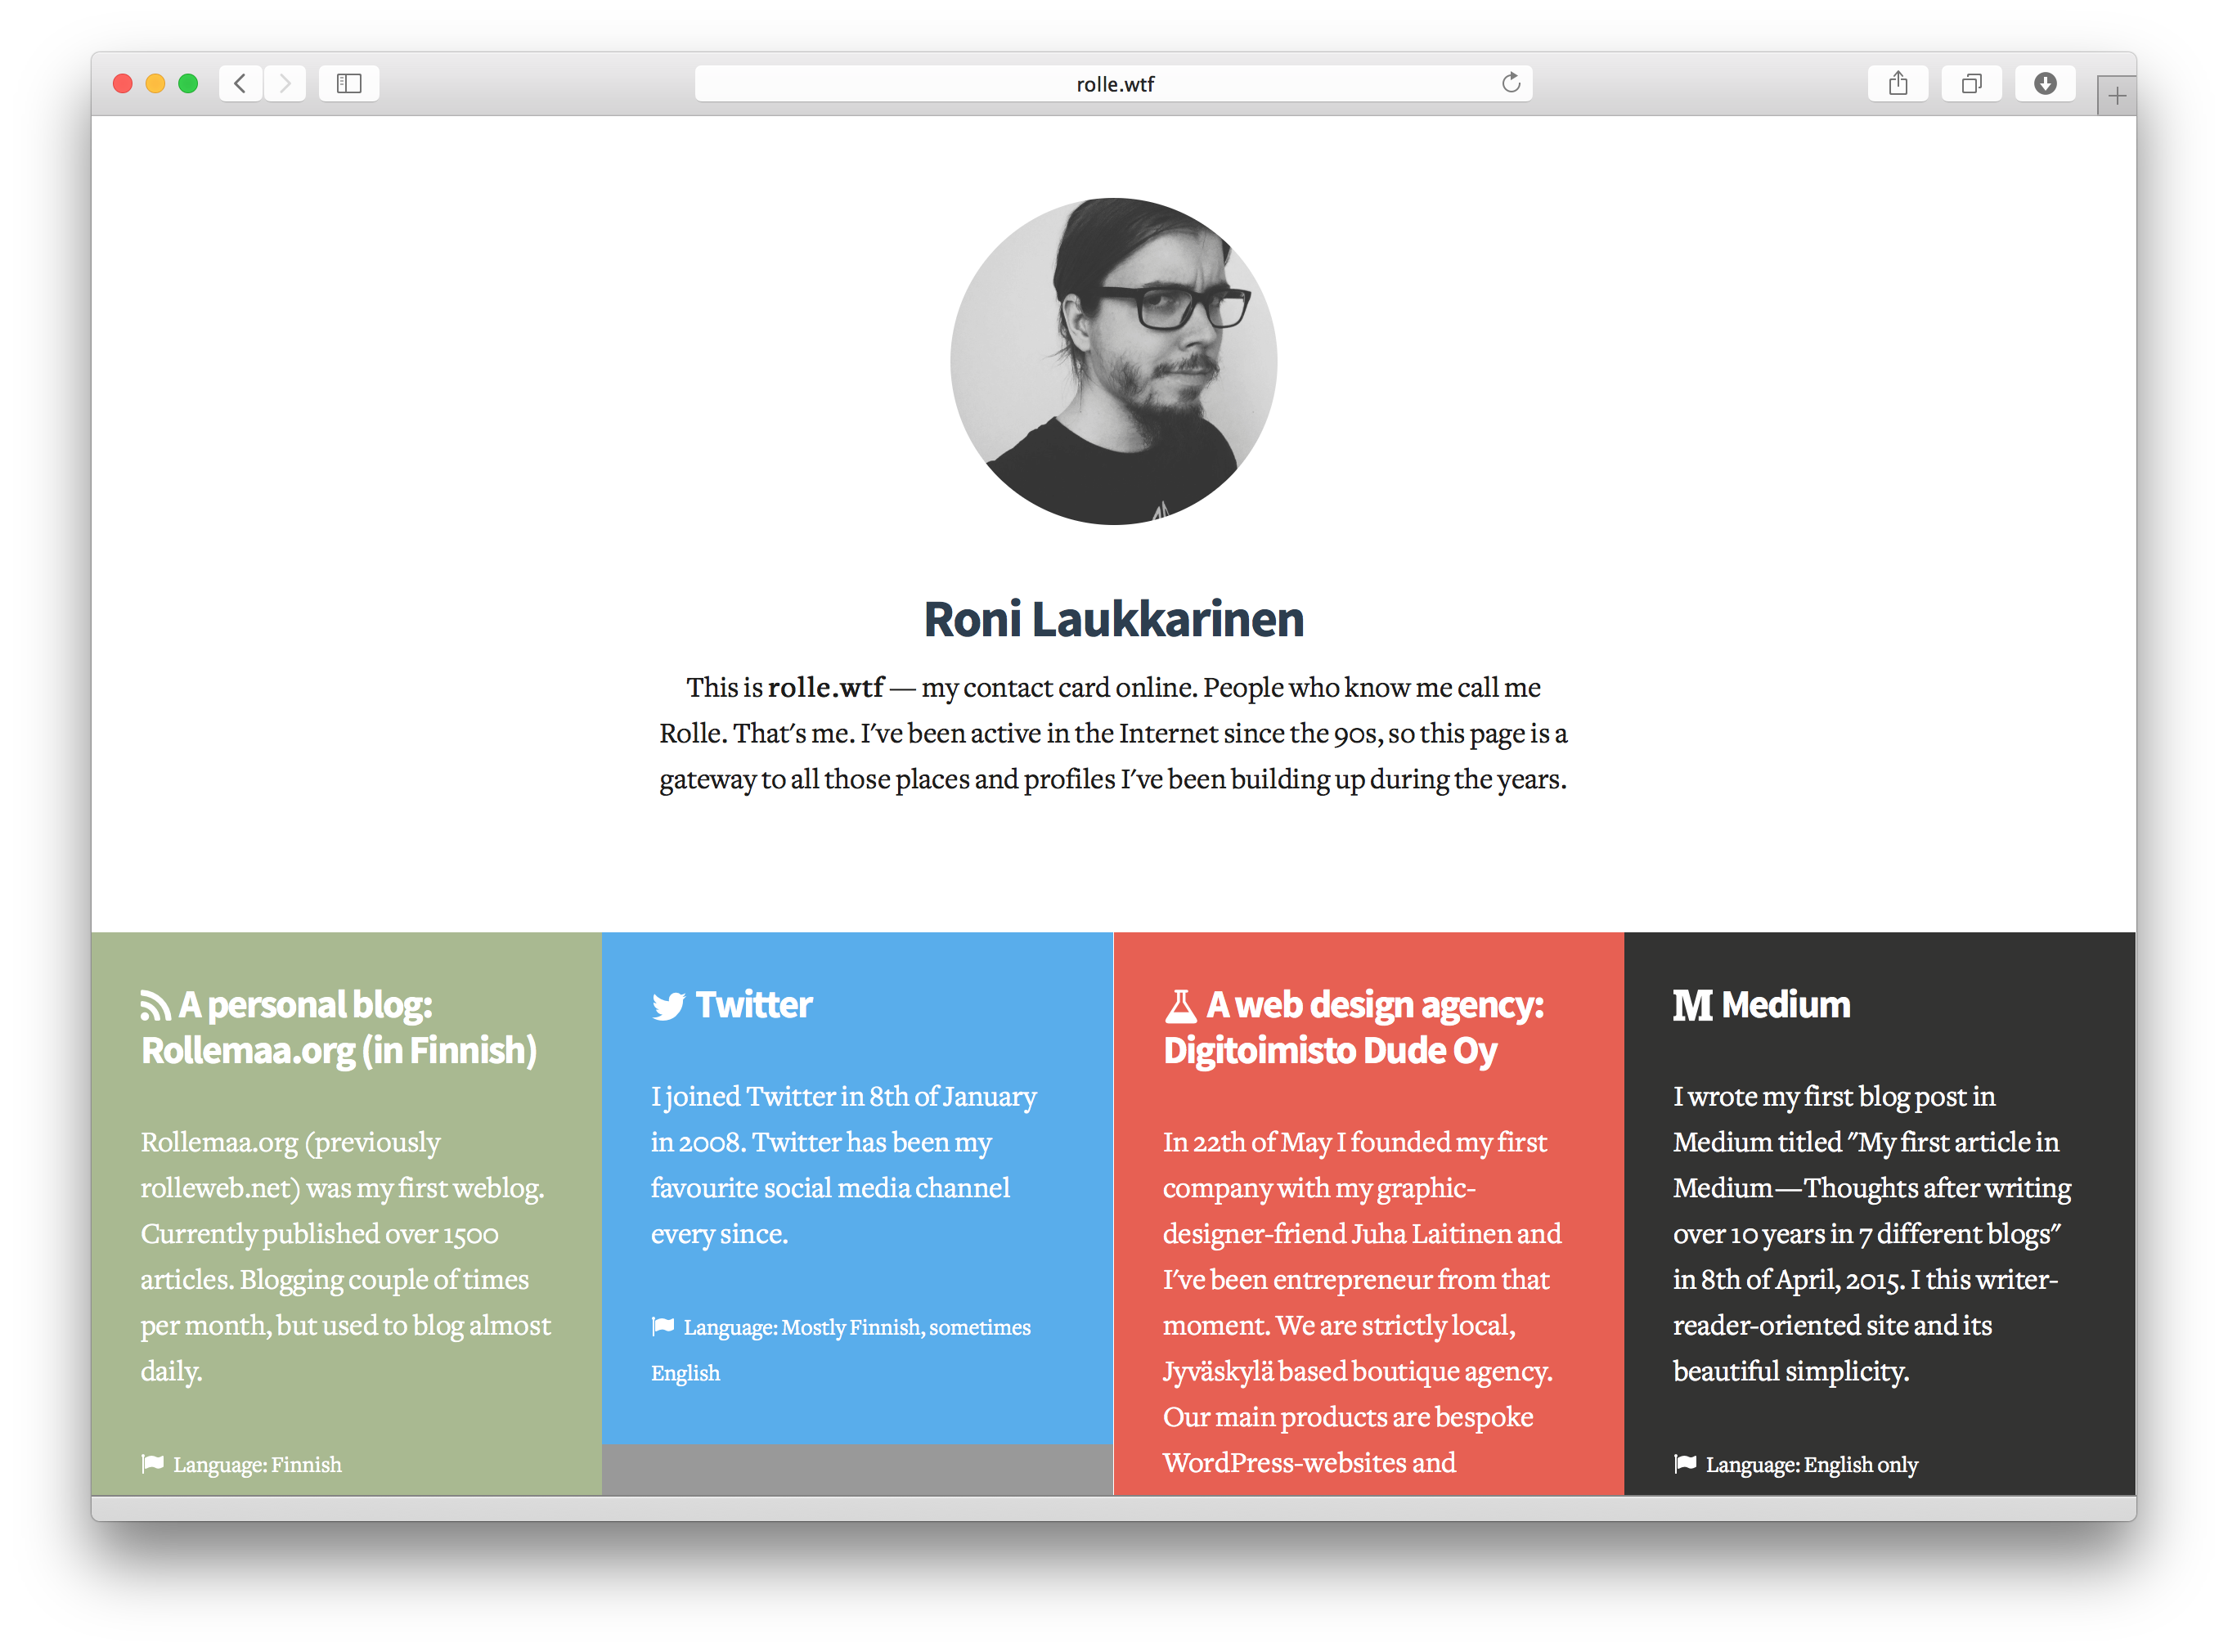 rolle.wtf
Roni Laukkarinen
This is rolle.wtf — my contact card online. People who know me call me
Rolle. That's me. I've been active in the Internet since the 90s, so this page is a
gateway to all those places and profiles I've been building up during the years.
A personal blog:
Rollemaa.org (in Finnish)
Rollemaa.org (previously
rolleweb.net) was my first weblog.
Currently published over 1500
articles. Blogging couple of times
per month, but used to blog almost
daily.
Language: Finnish
Twitter
I joined Twitter in 8th of January
in 2008. Twitter has been my
favourite social media channel
every since.
Language: Mostly Finnish, sometimes
English
A web design agency:
Digitoimisto Dude Oy
In 22th of May I founded my first
company with my graphic-
designer-friend Juha Laitinen and
I've been entrepreneur from that
moment. We are strictly local,
Jyväskylä based boutique agency.
Our main products are bespoke
WordPress-websites and
M Medium
I wrote my first blog post in
Medium titled "My first article in
Medium—Thoughts after writing
over 10 years in 7 different blogs"
in 8th of April, 2015. I this writer-
reader-oriented site and its
beautiful simplicity.
Language: English only